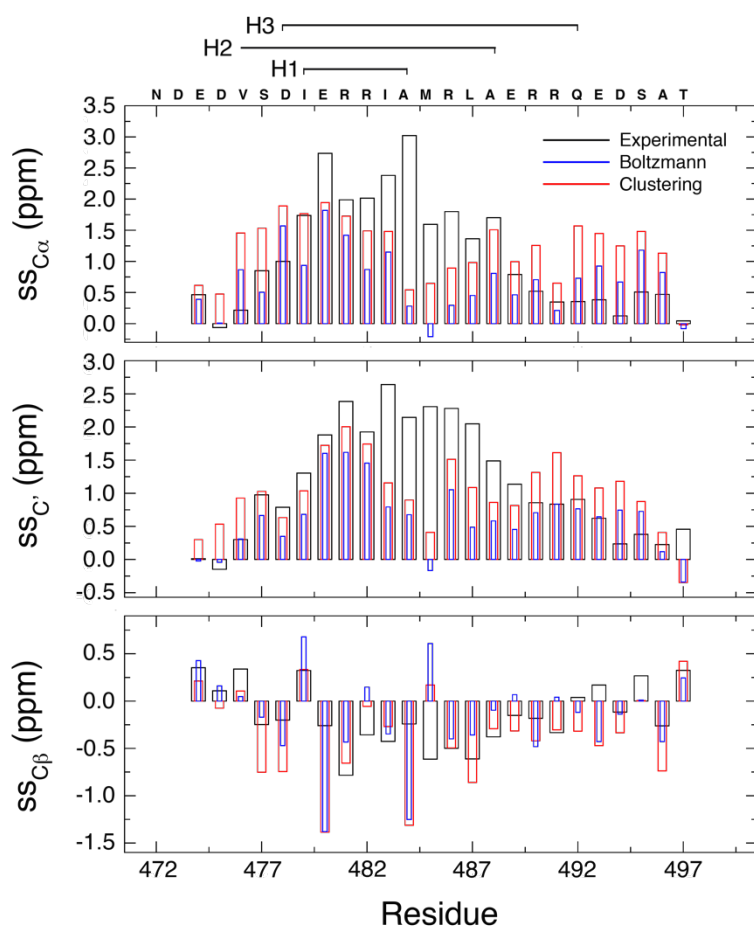 H3
H2
H1
N D E D V S D I E R R I A M R L A E R R Q E D S A T
3.5
3.0
2.5
2.0
1.5
1.0
0.5
0.0
ssCα (ppm)
Experimental
Boltzmann
Clustering
3.0
2.5
2.0
1.5
1.0
0.5
0.0
-0.5
ssC' (ppm)
0.5
0.0
-0.5
-1.0
-1.5
ssCβ (ppm)
472 477 482 487 492 497
Residue